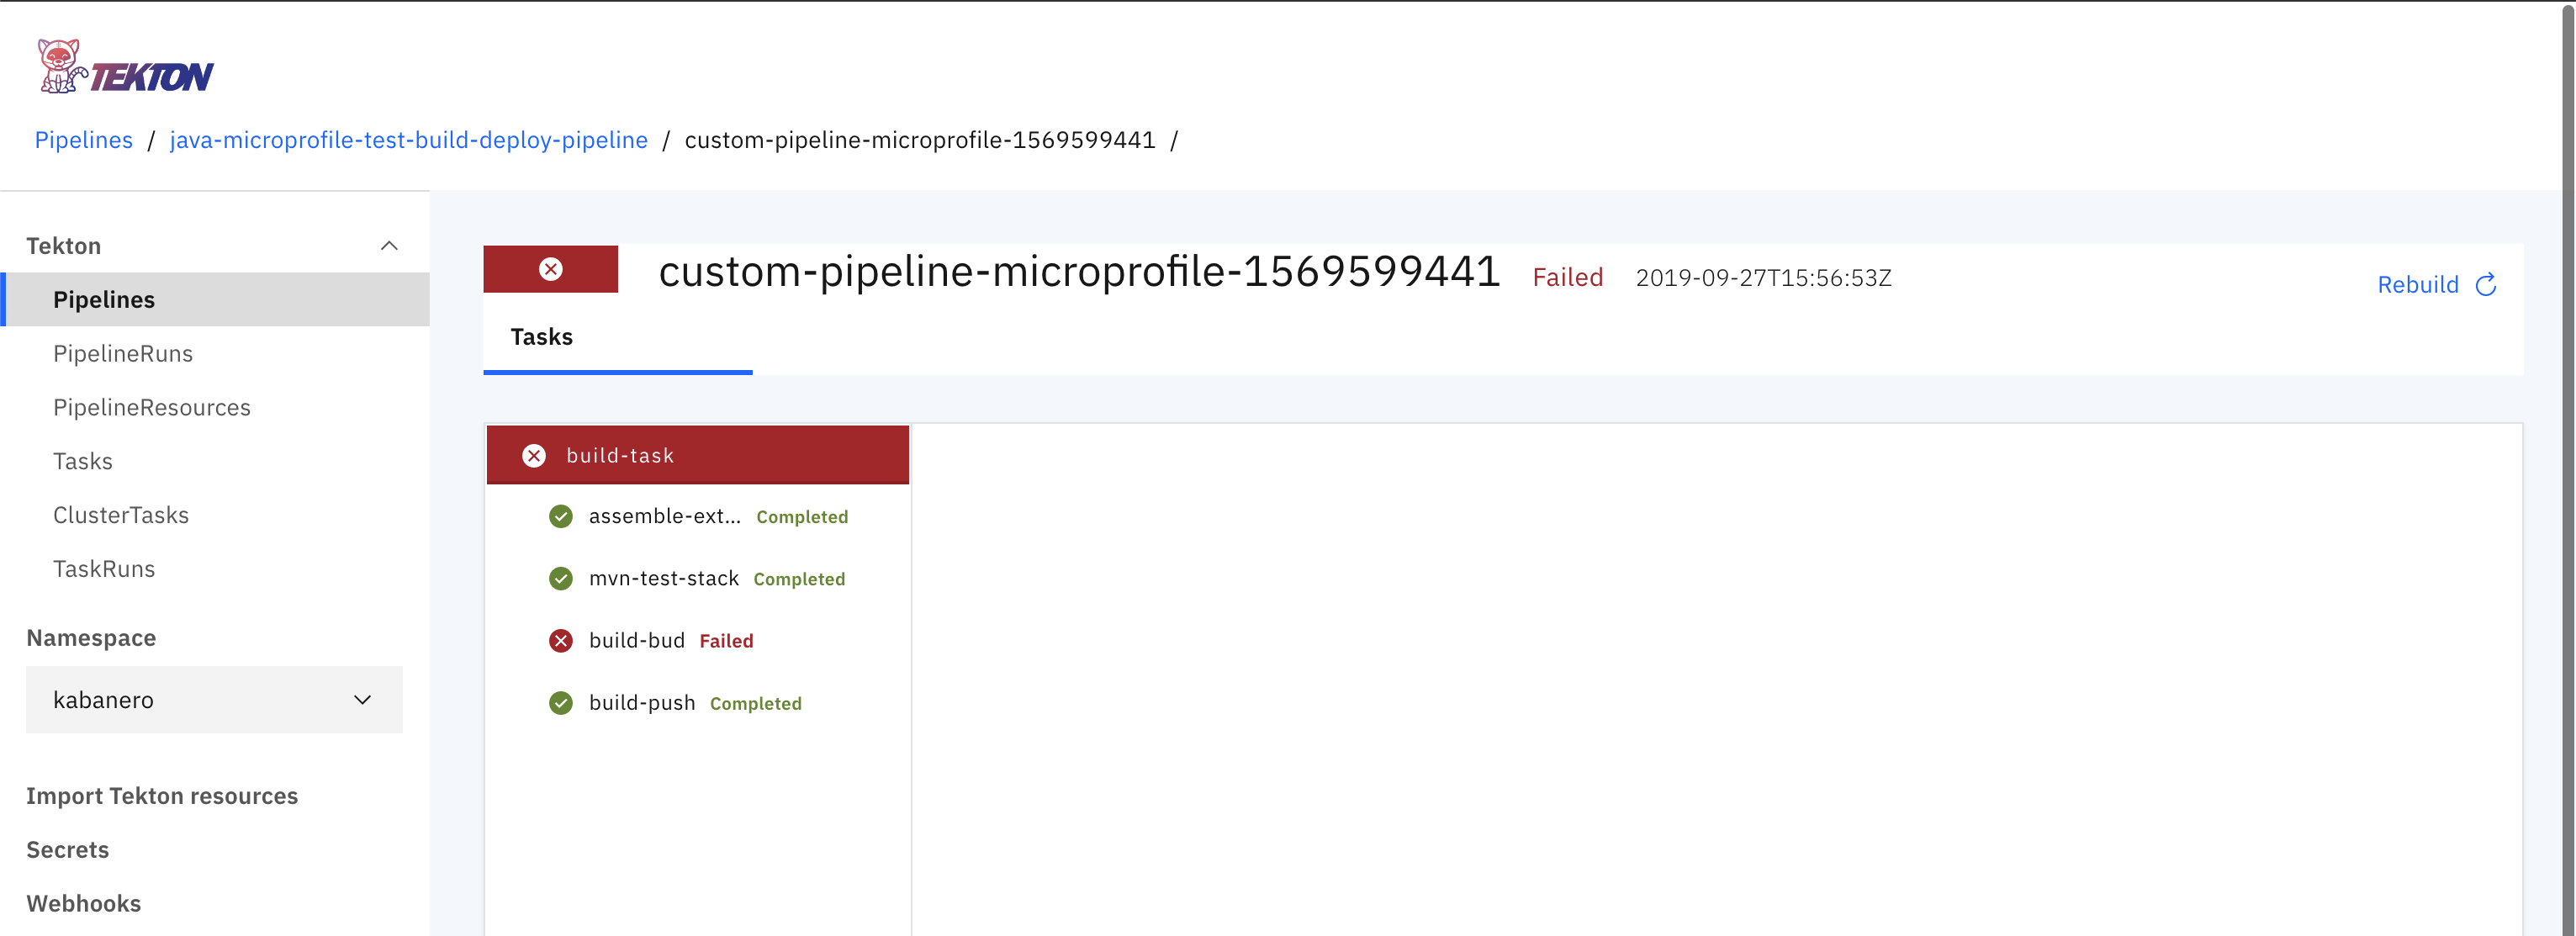 TEKTON
Pipelines / java-microprofile-test-build-deploy-pipeline / custom-pipeline-microprofile-1569599441 /
Tekton
Pipelines
PipelineRuns
PipelineResources
Tasks
ClusterTasks
TaskRuns
Namespace
kabanero
Import Tekton resources
Secrets
Webhooks
custom-pipeline-microprofile-1569599441 Failed 2019-09-27T15:56:53Z
Rebuild
Tasks
build-task
assemble-ext... Completed
mvn-test-stack Completed
build-bud Failed
build-push Completed